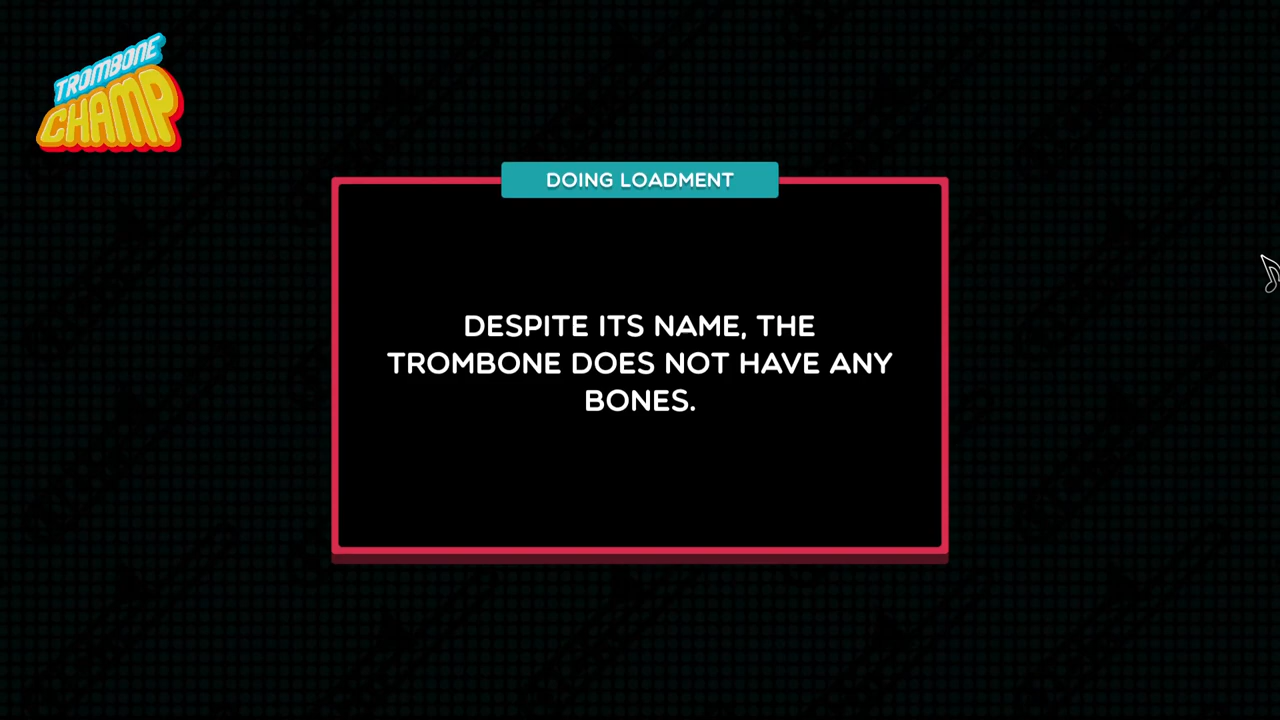 TROMBONE
CHAMP
DOING LOADMENT
DESPITE ITS NAME, THE
TROMBONE DOES NOT HAVE ANY
BONES.